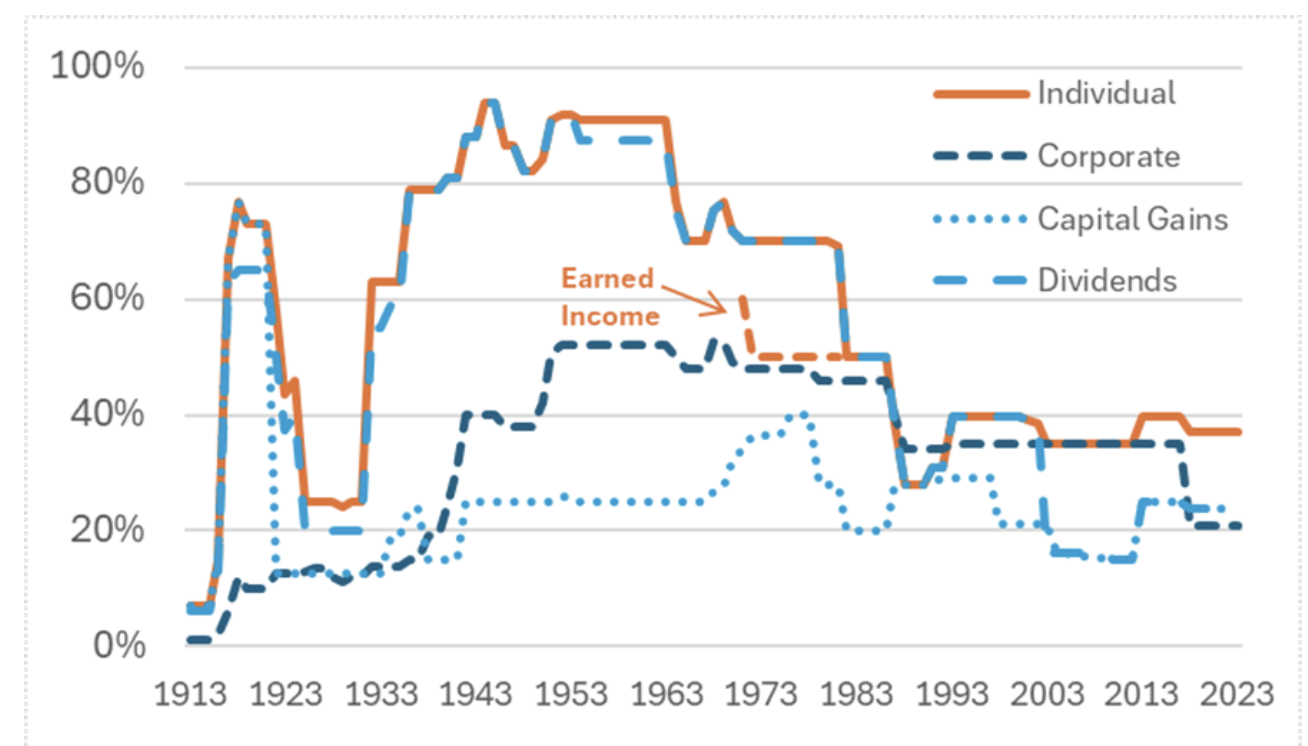 100%
80%
60%
40%
20%
0%
Individual
Corporate
Capital Gains
Dividends
Earned
Income
1913 1923 1933 1943 1953 1963 1973 1983 1993 2003 2013 2023